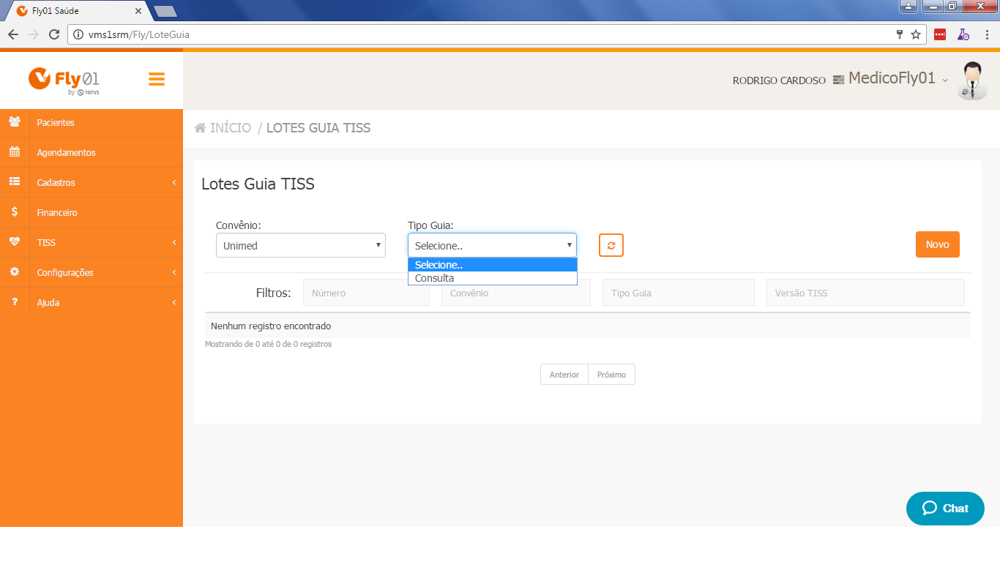 Fly01 Saúde
vms1srm/Fly/LoteGuia
Fly01
by TOTVS
RODRIGO CARDOSO MedicoFly01
Pacientes
Agendamentos
Cadastros
Financeiro
TISS
Configurações
Ajuda
INÍCIO / LOTES GUIA TISS
Lotes Guia TISS
Convênio: Tipo Guia:
Unimed Selecione.. Novo
Selecione..
Consulta
Filtros: Número Convênio Tipo Guia Versão TISS
Nenhum registro encontrado
Mostrando de 0 até 0 de 0 registros
Anterior Próximo
Chat